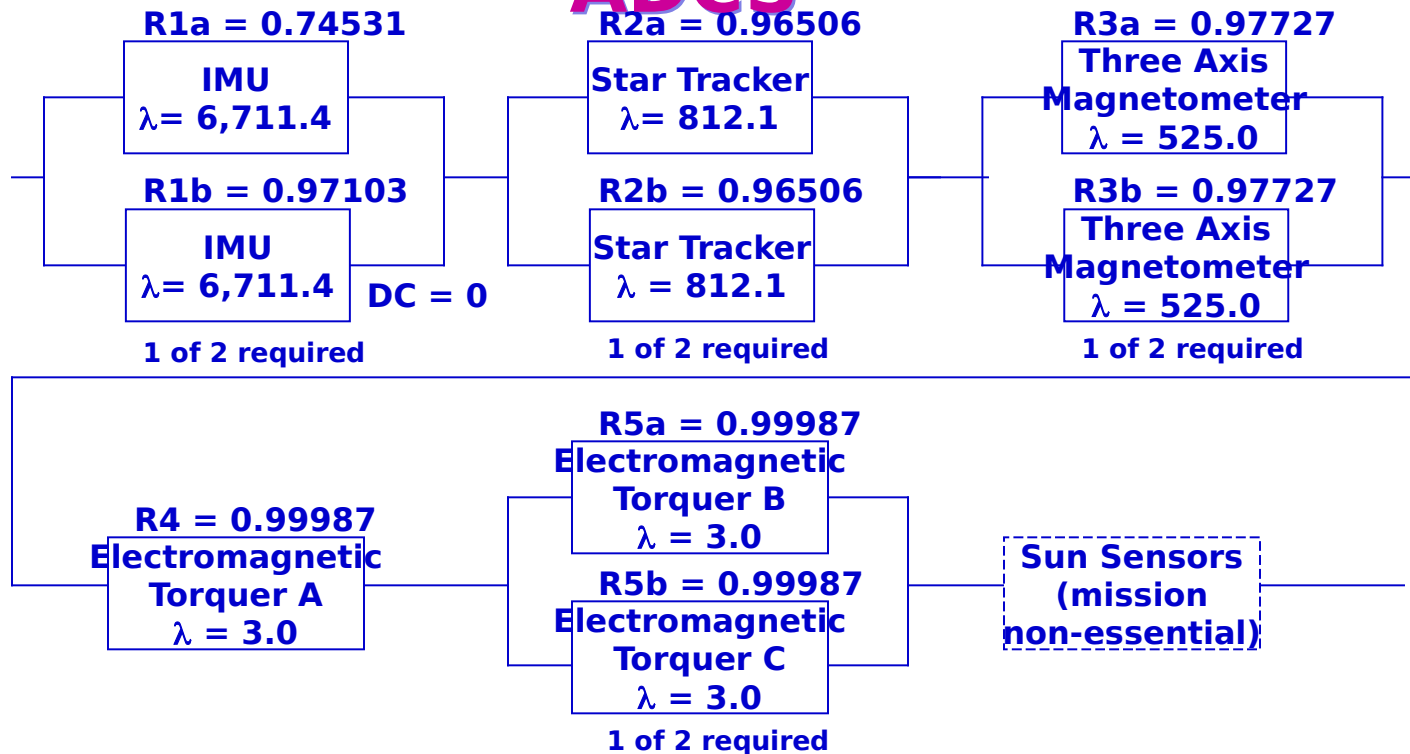 ADCS
R1a = 0.74531
R2a = 0.96506
R3a = 0.97727
IMU
λ= 6,711.4
Star Tracker
λ= 812.1
Three Axis
Magnetometer
λ = 525.0
R1b = 0.97103
R2b = 0.96506
R3b = 0.97727
IMU
λ= 6,711.4
DC = 0
Star Tracker
λ = 812.1
Three Axis
Magnetometer
λ = 525.0
1 of 2 required
1 of 2 required
1 of 2 required
R4 = 0.99987
Electromagnetic
Torquer A
λ = 3.0
R5a = 0.99987
Electromagnetic
Torquer B
λ = 3.0
R5b = 0.99987
Electromagnetic
Torquer C
λ = 3.0
1 of 2 required
Sun Sensors
(mission
non-essential)